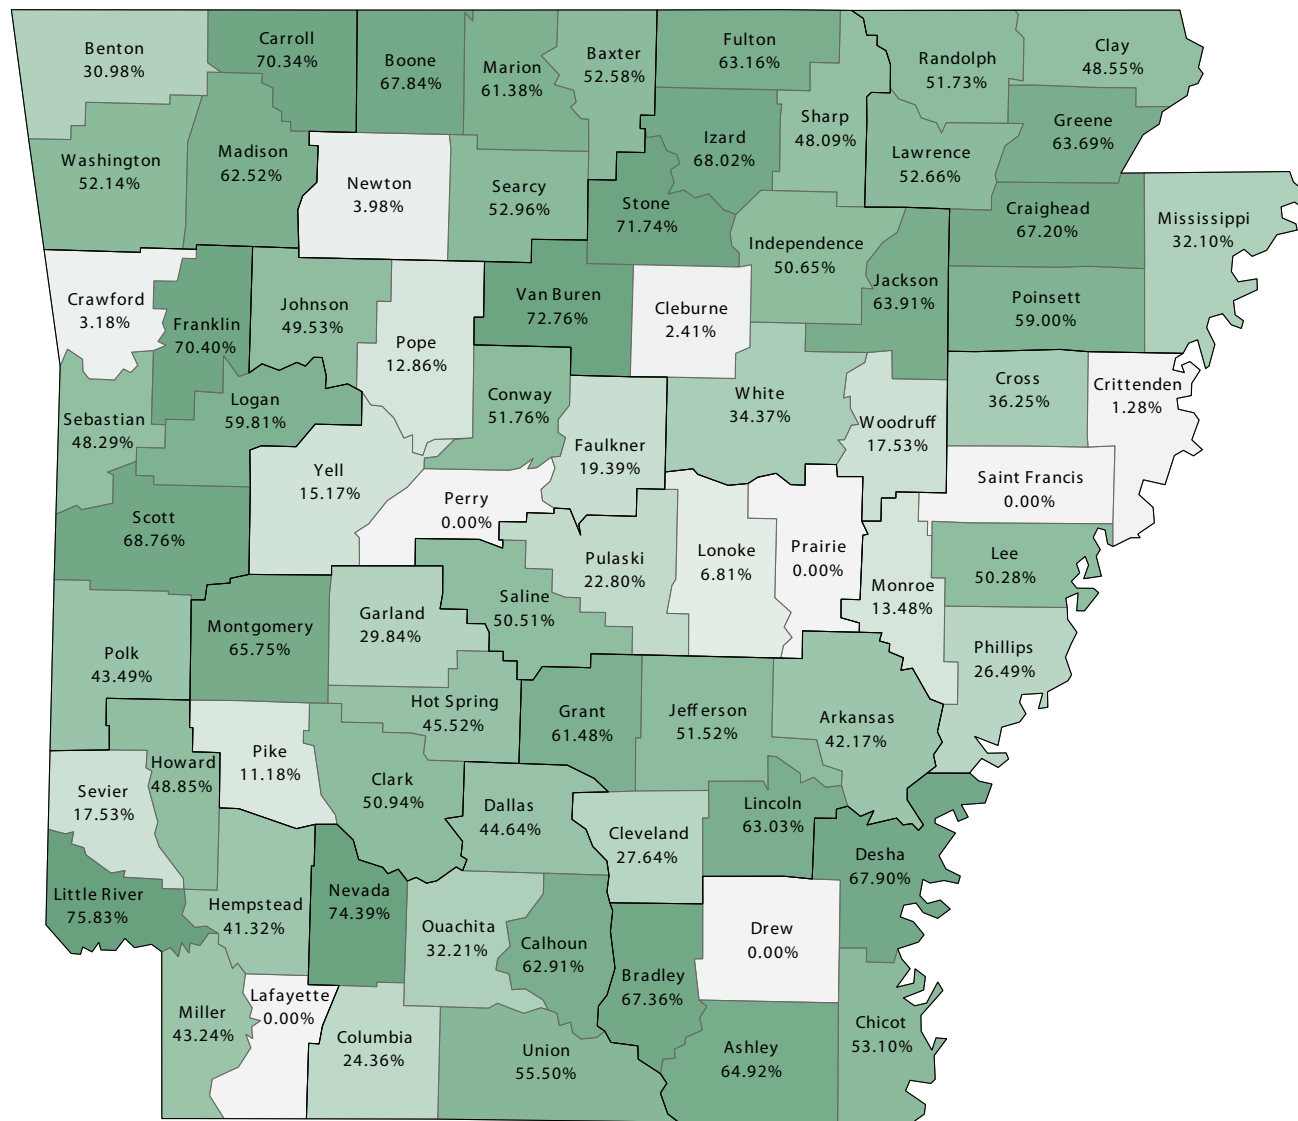 Benton
30.98%
Carroll
70.34%
Boone
67.84%
Marion
61.38%
Baxter
52.58%
Fulton
63.16%
Randolph
51.73%
Clay
48.55%
Sharp
48.09%
Greene
63.69%
Izard
68.02%
Lawrence
52.66%
Washington
52.14%
Madison
62.52%
Newton
3.98%
Searcy
52.96%
Stone
71.74%
Craighead
67.20%
Mississippi
32.10%
Independence
50.65%
Jackson
63.91%
Crawford
3.18%
Franklin
70.40%
Johnson
49.53%
Pope
12.86%
Van Buren
72.76%
Cleburne
2.41%
Poinsett
59.00%
Sebastian
48.29%
Logan
59.81%
Conway
51.76%
White
34.37%
Woodruff
17.53%
Cross
36.25%
Crittenden
1.28%
Faulkner
19.39%
Yell
15.17%
Perry
0.00%
Saint Francis
0.00%
Scott
68.76%
Pulaski
22.80%
Lonoke
6.81%
Prairie
0.00%
Monroe
13.48%
Lee
50.28%
Saline
50.51%
Garland
29.84%
Montgomery
65.75%
Polk
43.49%
Phillips
26.49%
Hot Spring
45.52%
Grant
61.48%
Jefferson
51.52%
Arkansas
42.17%
Pike
11.18%
Howard
48.85%
Sevier
17.53%
Clark
50.94%
Dallas
44.64%
Cleveland
27.64%
Lincoln
63.03%
Desha
67.90%
Little River
75.83%
Hempstead
41.32%
Nevada
74.39%
Ouachita
32.21%
Calhoun
62.91%
Bradley
67.36%
Drew
0.00%
Lafayette
0.00%
Miller
43.24%
Columbia
24.36%
Union
55.50%
Ashley
64.92%
Chicot
53.10%